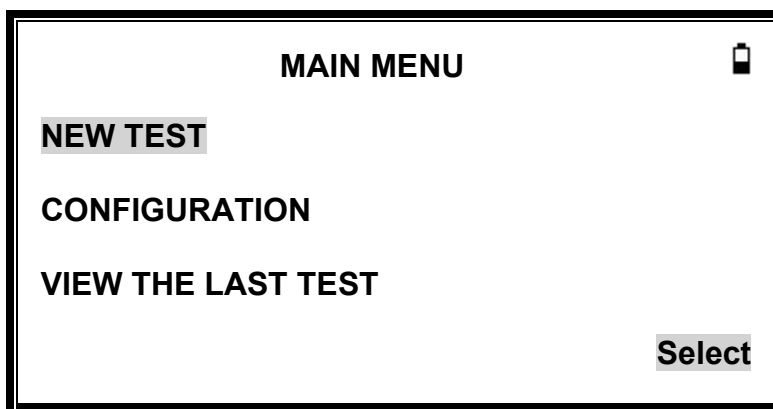 MAIN MENU
NEW TEST
CONFIGURATION
VIEW THE LAST TEST
Select